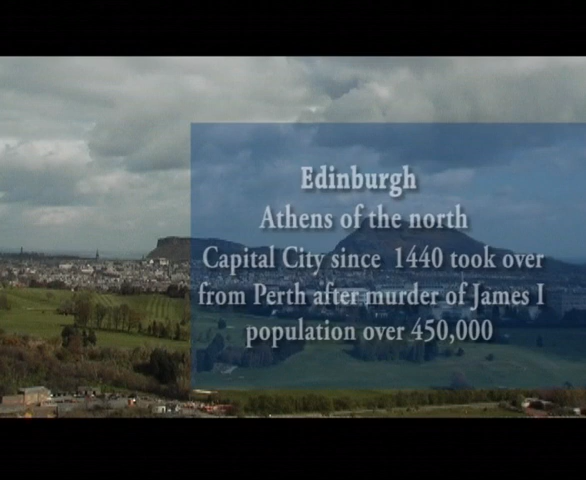 Edinburgh
Athens of the north
Capital City since 1440 took over
from Perth after murder of James I
population over 450,000